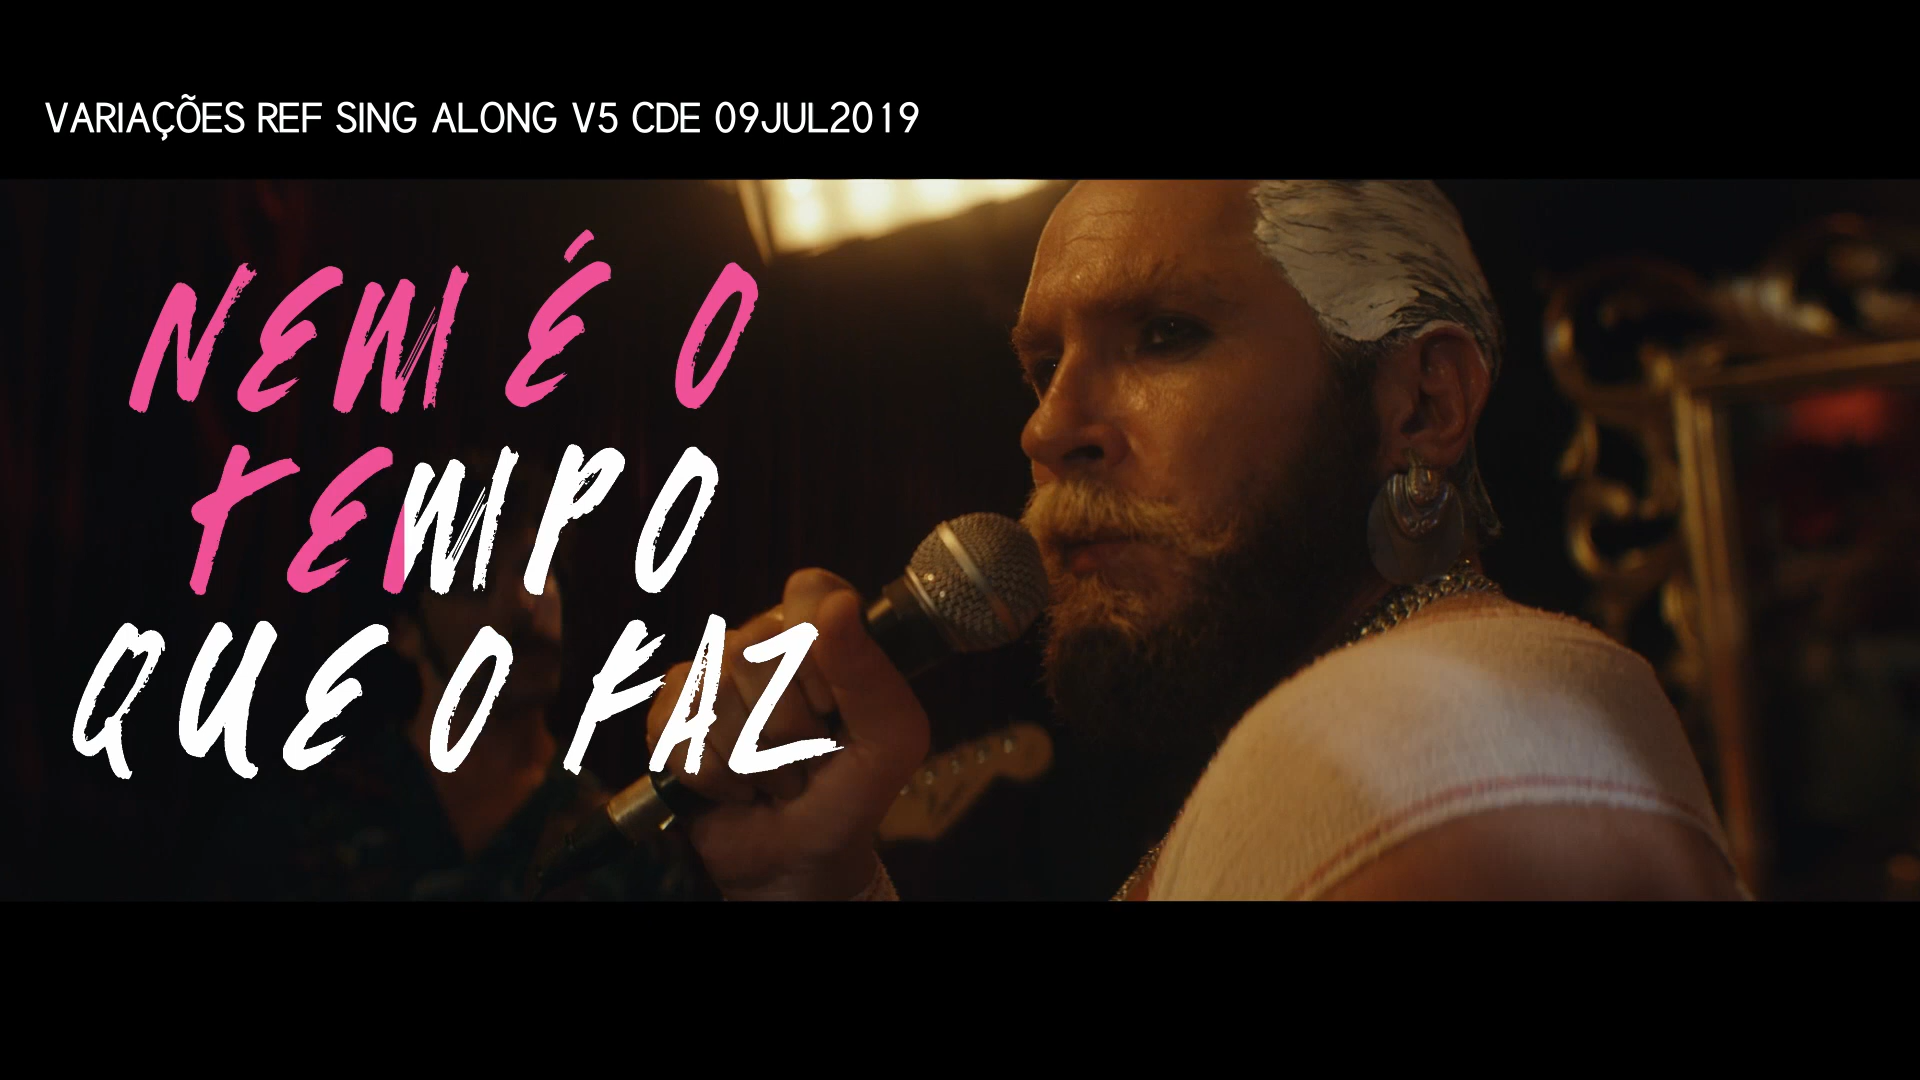 VARIAÇÕES REF SING ALONG V5 CDE 09JUL2019
NEM É O
TEMPO
QUE O FAZ